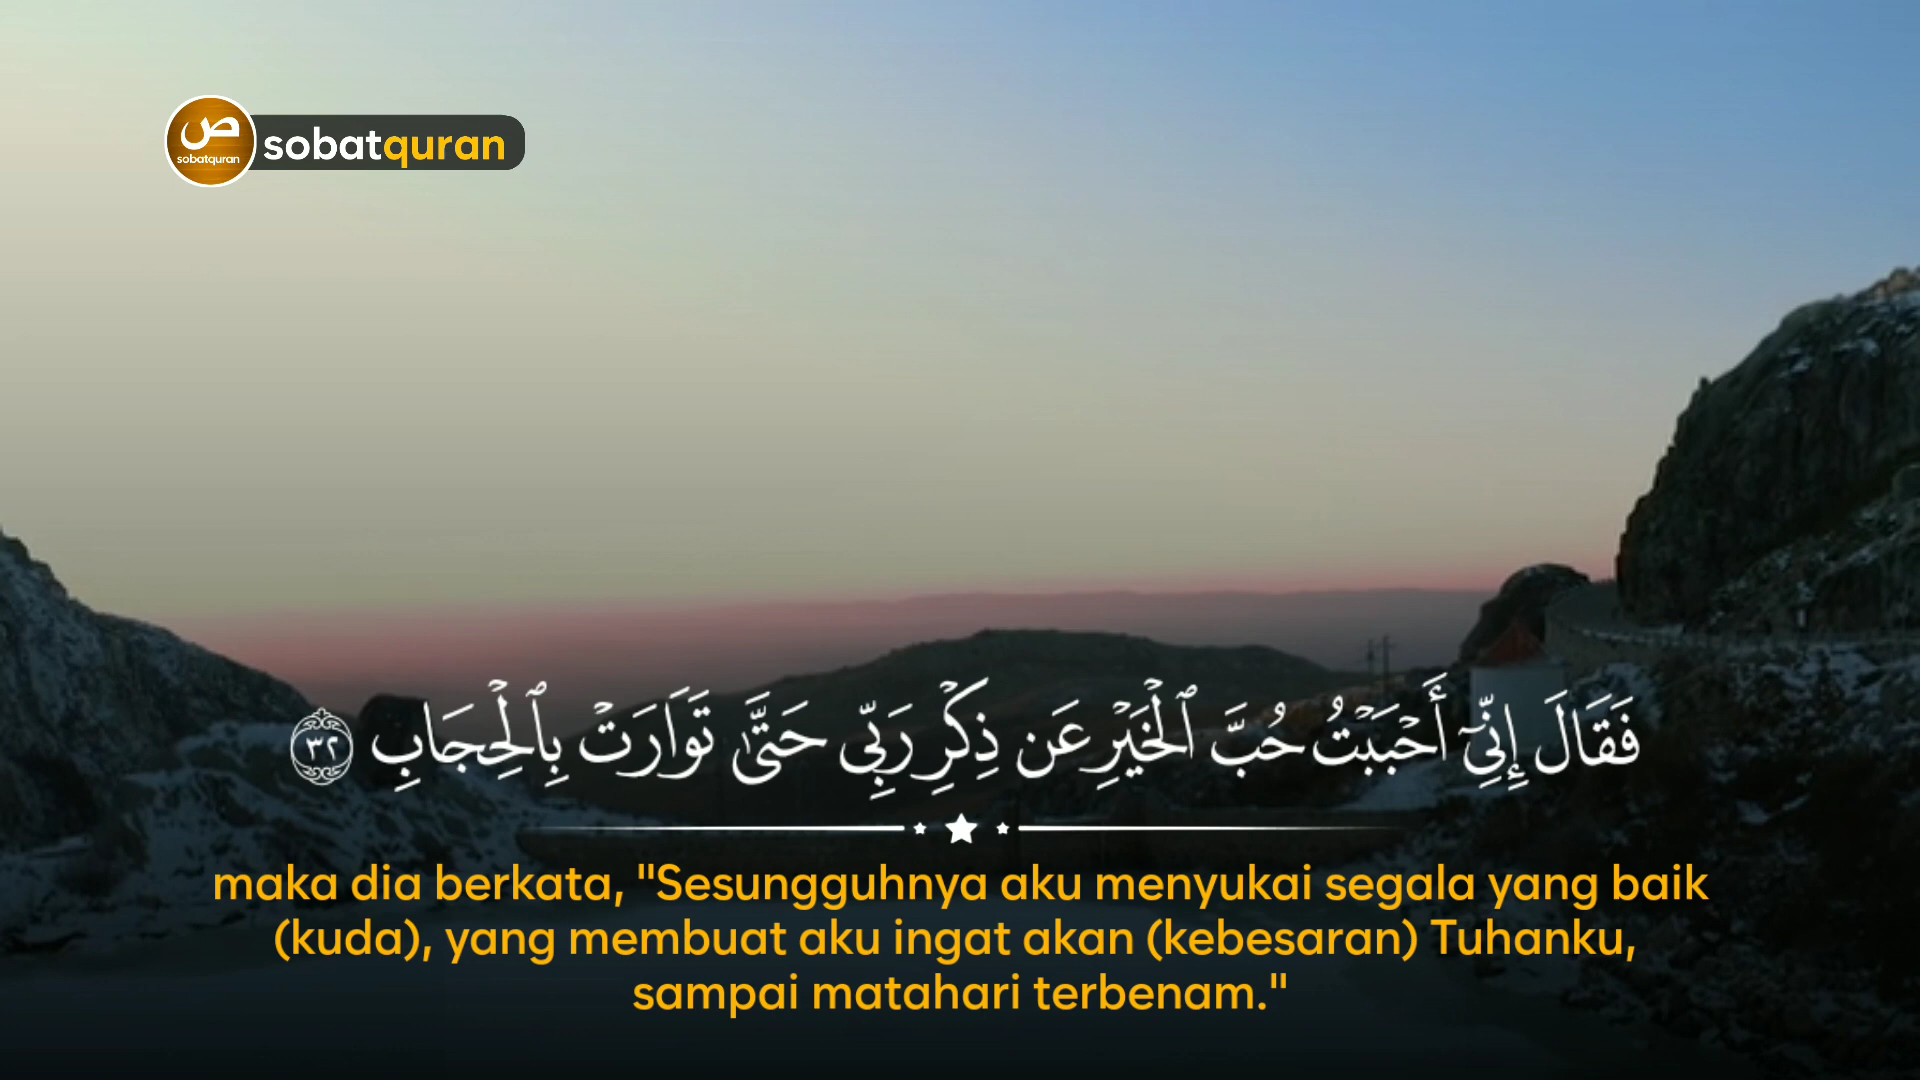 ص
sobatquran
sobatquran
فَقَالَ إِنِّىٓ أَحْبَبْتُ حُبَّ ٱلْخَيْرِ عَن ذِكْرِ رَبِّى حَتَّىٰ تَوَارَتْ بِٱلْحِجَابِ ٣٢
maka dia berkata, "Sesungguhnya aku menyukai segala yang baik
(kuda), yang membuat aku ingat akan (kebesaran) Tuhanku,
sampai matahari terbenam."